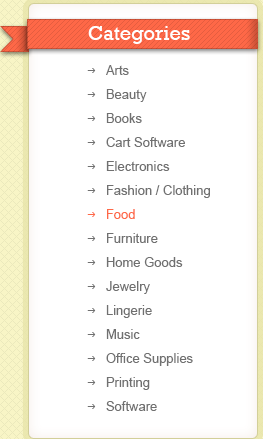 Categories
Arts
Beauty
Books
Cart Software
Electronics
Fashion / Clothing
Food
Furniture
Home Goods
Jewelry
Lingerie
Music
Office Supplies
Printing
Software